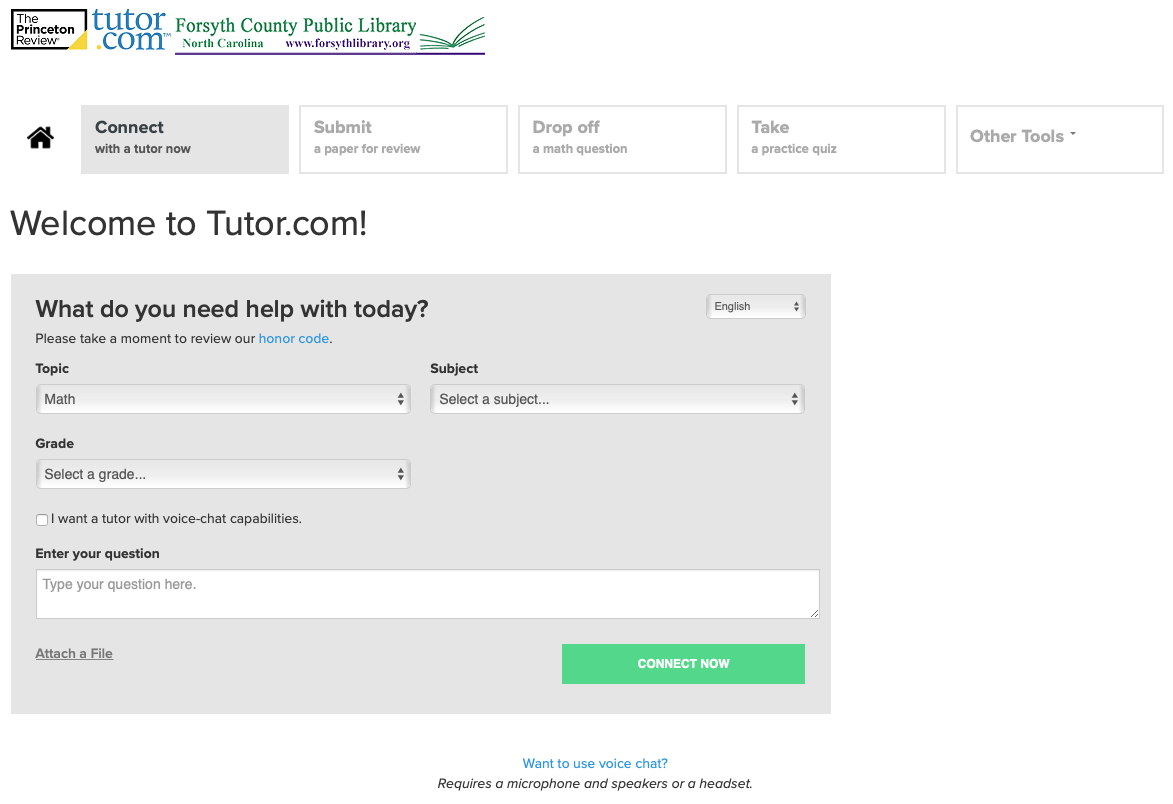 The
Princeton
Review®
tutor
.com™
Forsyth County Public Library
North Carolina www.forsythlibrary.org
Connect
with a tutor now
Submit
a paper for review
Drop off
a math question
Take
a practice quiz
Other Tools
Welcome to Tutor.com!
What do you need help with today?
English
Please take a moment to review our honor code.
Topic
Subject
Math
Select a subject...
Grade
Select a grade...
I want a tutor with voice-chat capabilities.
Enter your question
Type your question here.
Attach a File
CONNECT NOW
Want to use voice chat?
Requires a microphone and speakers or a headset.